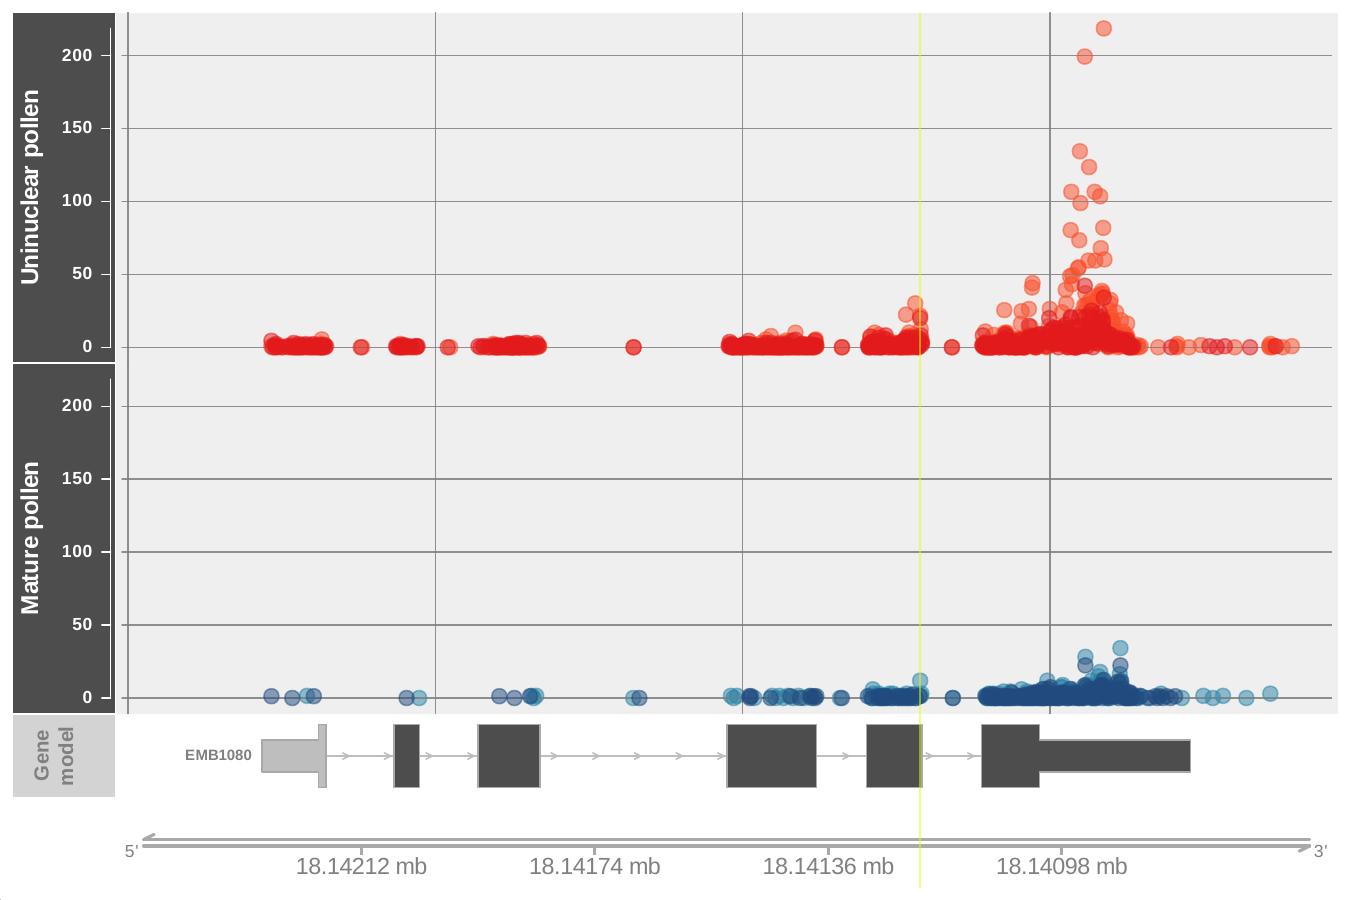 Uninuclear pollen
200
150
100
50
0
Mature pollen
200
150
100
50
0
Gene
model
EMB1080
5'
3'
18.14212 mb
18.14174 mb
18.14136 mb
18.14098 mb